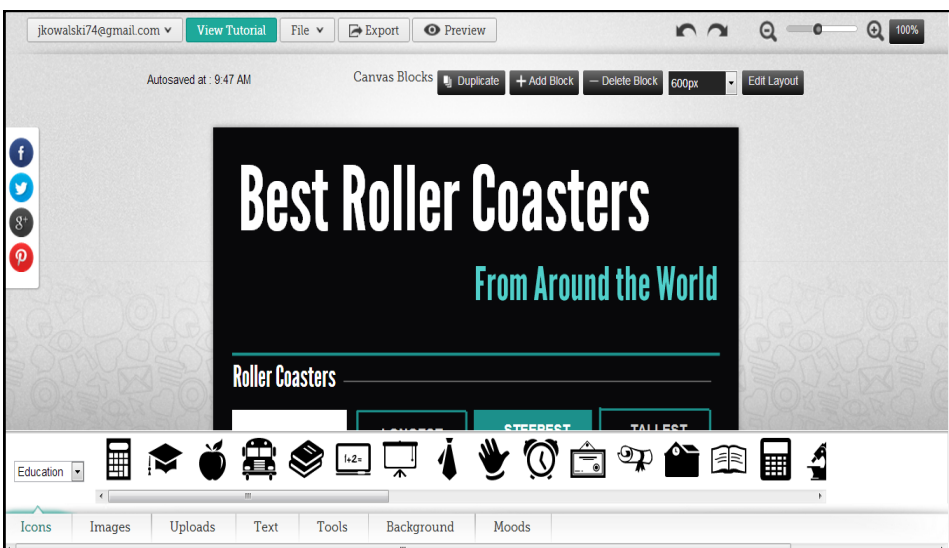 jkowalski74@gmail.com View Tutorial File Export Preview 100%
Autosaved at : 9:47 AM Canvas Blocks Duplicate + Add Block — Delete Block 600px Edit Layout
f
g+
Best Roller Coasters
From Around the World
Roller Coasters
LONGEST STEEPEST TALLEST
Education 1+2=
Icons Images Uploads Text Tools Background Moods